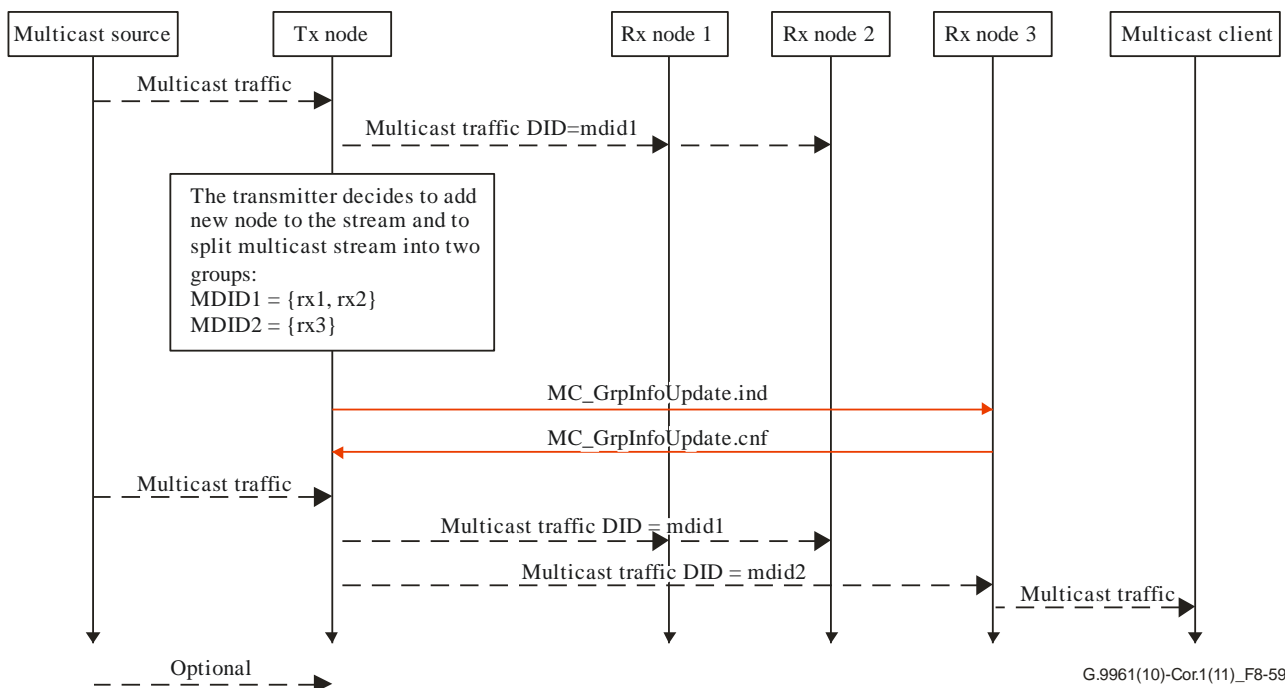 Multicast source
Tx node
Rx node 1
Rx node 2
Rx node 3
Multicast client
Multicast traffic
Multicast traffic DID=mdid1
The transmitter decides to add
new node to the stream and to
split multicast stream into two
groups:
MDID1 = {rx1, rx2}
MDID2 = {rx3}
MC_GrpInfoUpdate.ind
MC_GrpInfoUpdate.cnf
Multicast traffic
Multicast traffic DID = mdid1
Multicast traffic DID = mdid2
Multicast traffic
Optional
G.9961(10)-Cor.1(11)_F8-59